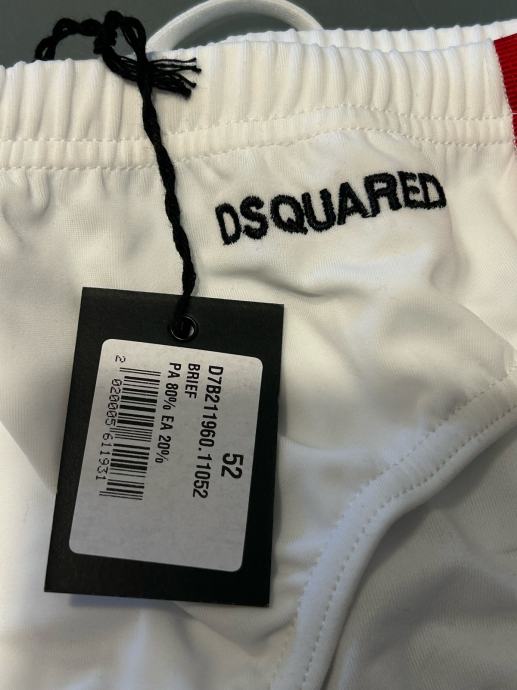 DSQUARED
52
D7B211960.11052
BRIEF
PA 80% EA 20%
2 020005 611931